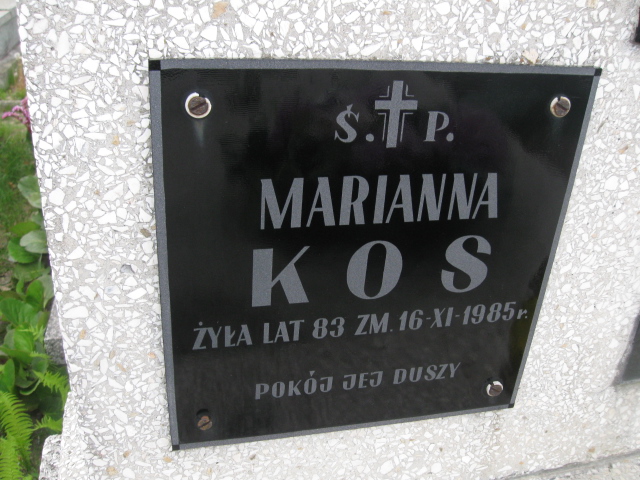 Ś. P.
MARIANNA
KOS
ŻYŁA LAT 83 ZM. 16-XI-1985 r.
POKÓJ JEJ DUSZY